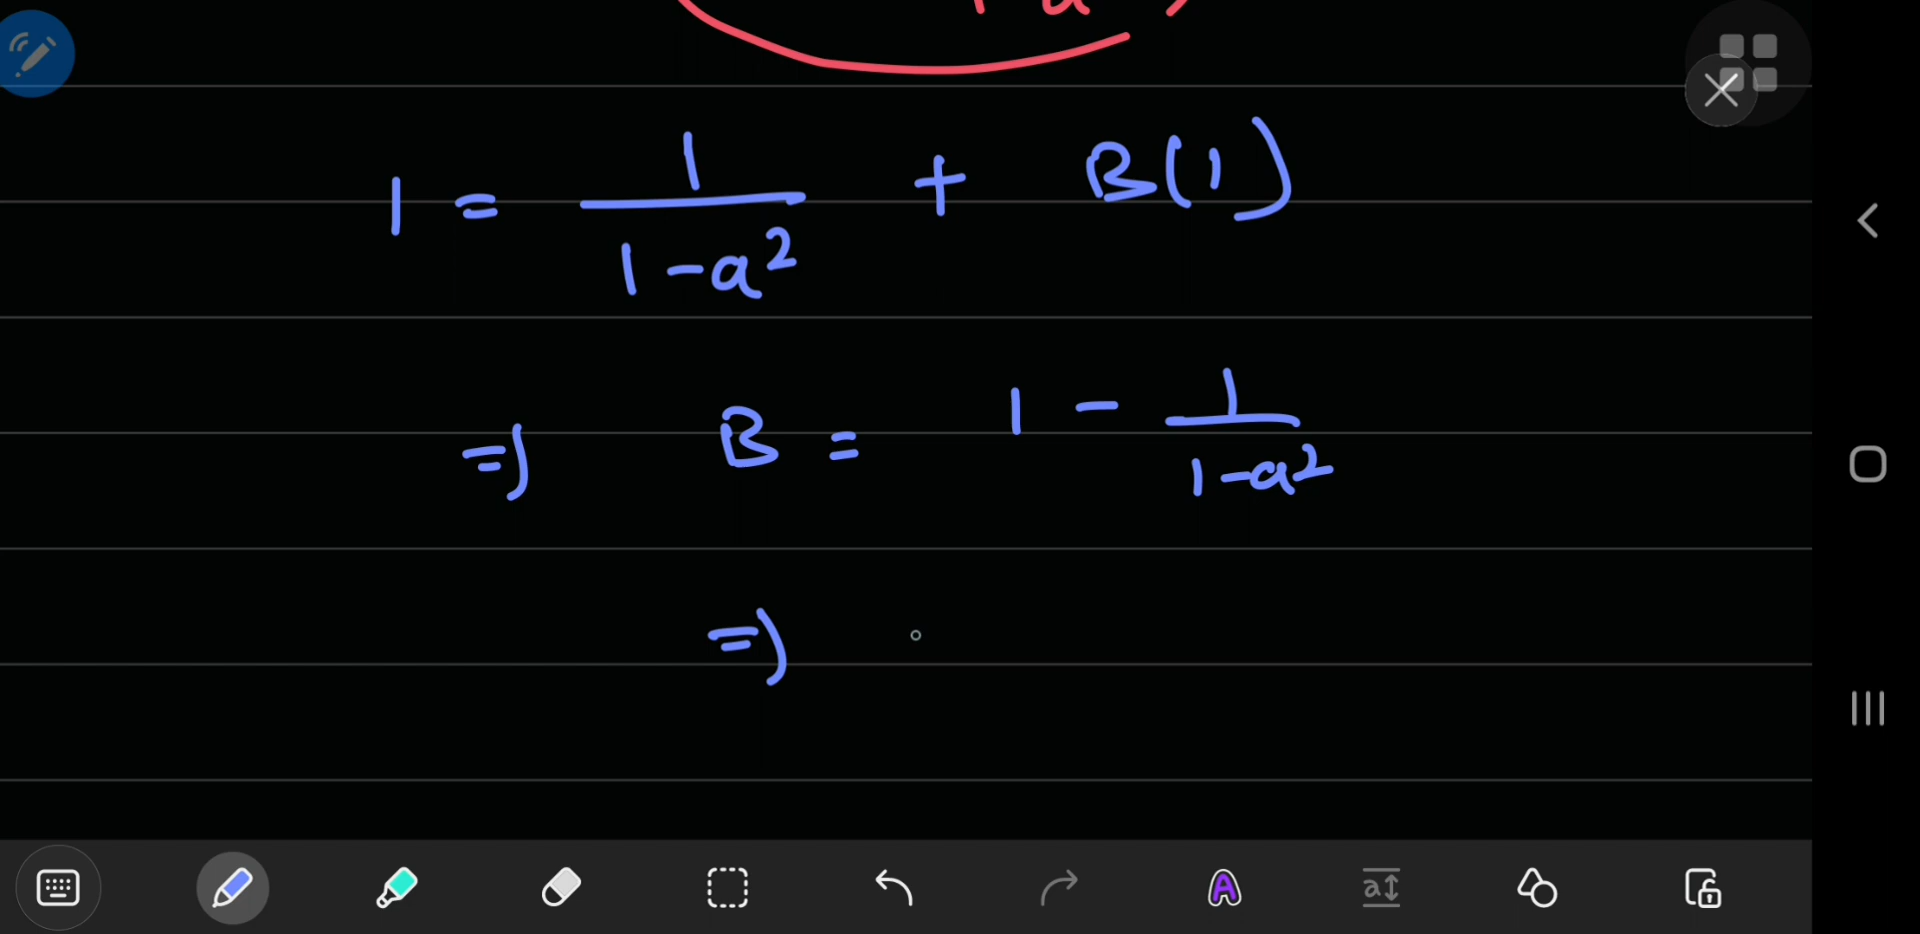 1 = 1/(1-a²) + B(1)
=> B = 1 - 1/(1-a²)
=>